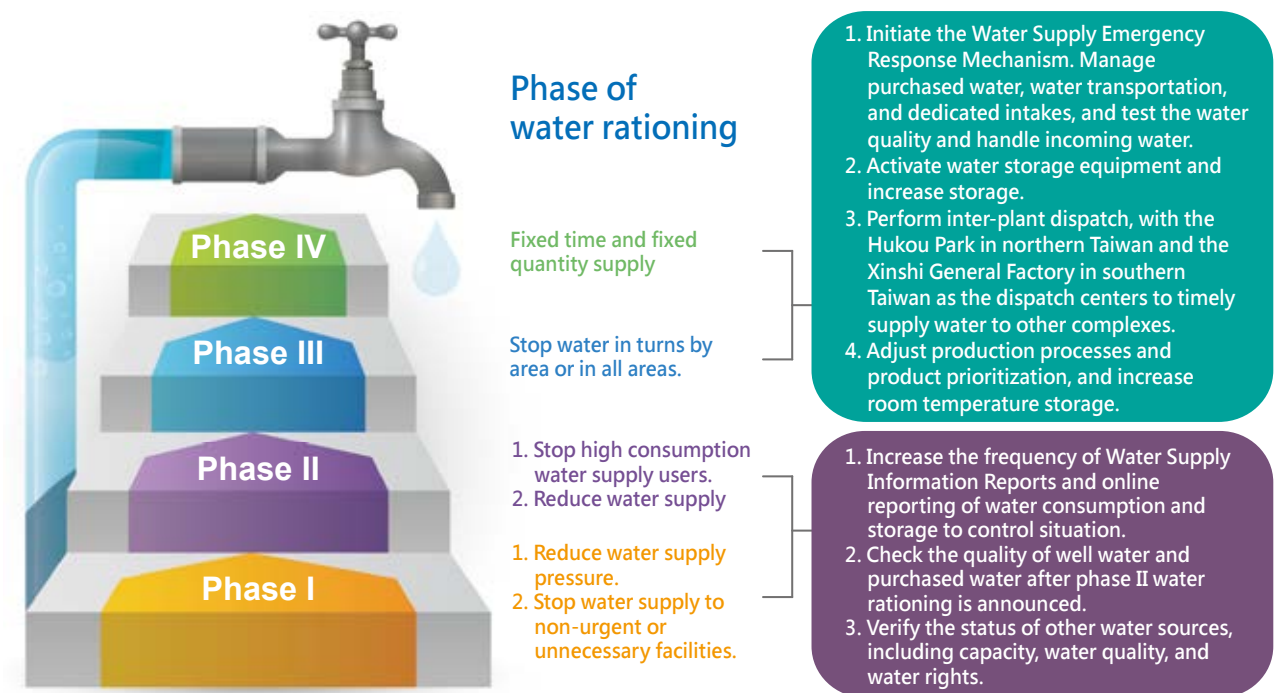 Phase of
water rationing
Phase IV
Fixed time and fixed
quantity supply
Phase III
Stop water in turns by
area or in all areas.
1. Initiate the Water Supply Emergency
Response Mechanism. Manage
purchased water, water transportation,
and dedicated intakes, and test the water
quality and handle incoming water.
2. Activate water storage equipment and
increase storage.
3. Perform inter-plant dispatch, with the
Hukou Park in northern Taiwan and the
Xinshi General Factory in southern
Taiwan as the dispatch centers to timely
supply water to other complexes.
4. Adjust production processes and
product prioritization, and increase
room temperature storage.
Phase II
1. Stop high consumption
water supply users.
2. Reduce water supply
Phase I
1. Reduce water supply
pressure.
2. Stop water supply to
non-urgent or
unnecessary facilities.
1. Increase the frequency of Water Supply
Information Reports and online
reporting of water consumption and
storage to control situation.
2. Check the quality of well water and
purchased water after phase II water
rationing is announced.
3. Verify the status of other water sources,
including capacity, water quality, and
water rights.